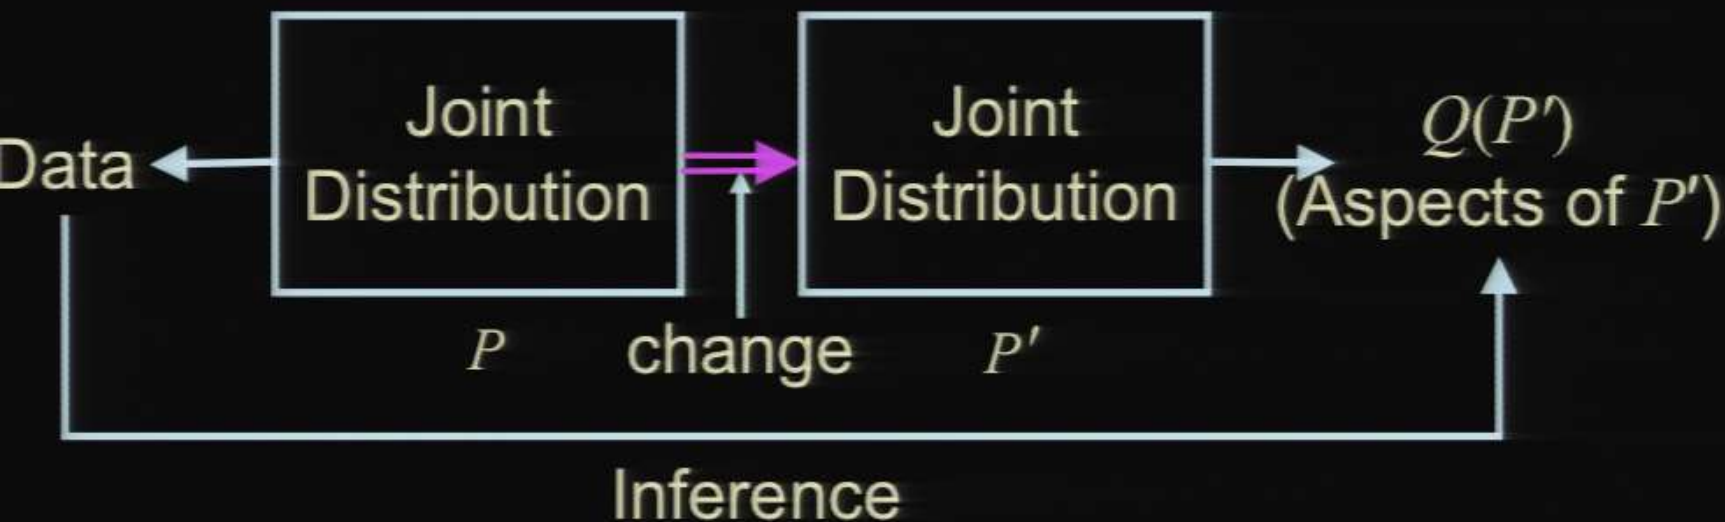 Data
Joint
Distribution
Joint
Distribution
Q(P′)
(Aspects of P′)
P
change
P′
Inference